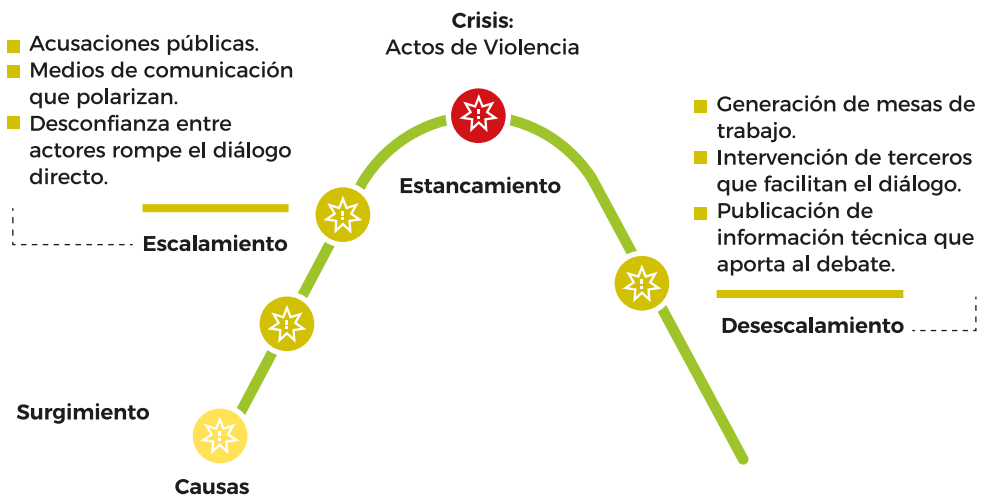 Crisis:
Actos de Violencia
Acusaciones públicas.
Medios de comunicación
que polarizan.
Desconfianza entre
actores rompe el diálogo
directo.
Escalamiento
Estancamiento
Generación de mesas de
trabajo.
Intervención de terceros
que facilitan el diálogo.
Publicación de
información técnica que
aporta al debate.
Desescalamiento
Surgimiento
Causas